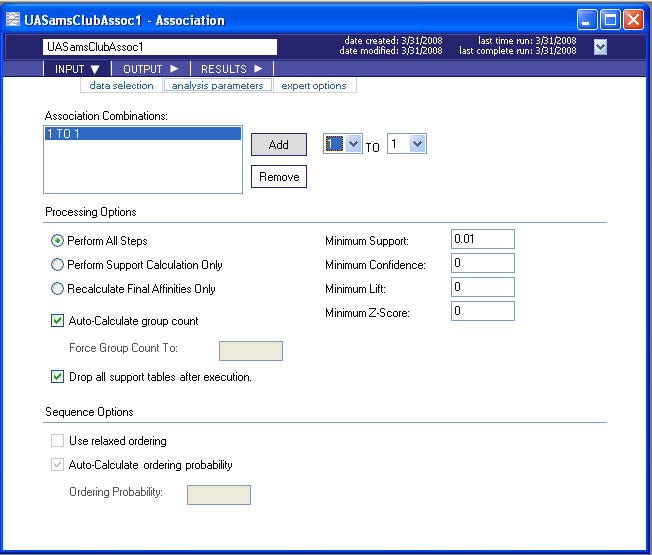 UASamsClubAssoc1 - Association
UASamsClubAssoc1
date created: 3/31/2008 last time run: 3/31/2008
date modified: 3/31/2008 last complete run: 3/31/2008
INPUT OUTPUT RESULTS
data selection analysis parameters expert options
Association Combinations:
1 TO 1
Add 1 TO 1
Remove
Processing Options
Perform All Steps Minimum Support: 0.01
Perform Support Calculation Only Minimum Confidence: 0
Recalculate Final Affinities Only Minimum Lift: 0
Auto-Calculate group count Minimum Z-Score: 0
Force Group Count To:
Drop all support tables after execution.
Sequence Options
Use relaxed ordering
Auto-Calculate ordering probability
Ordering Probability: